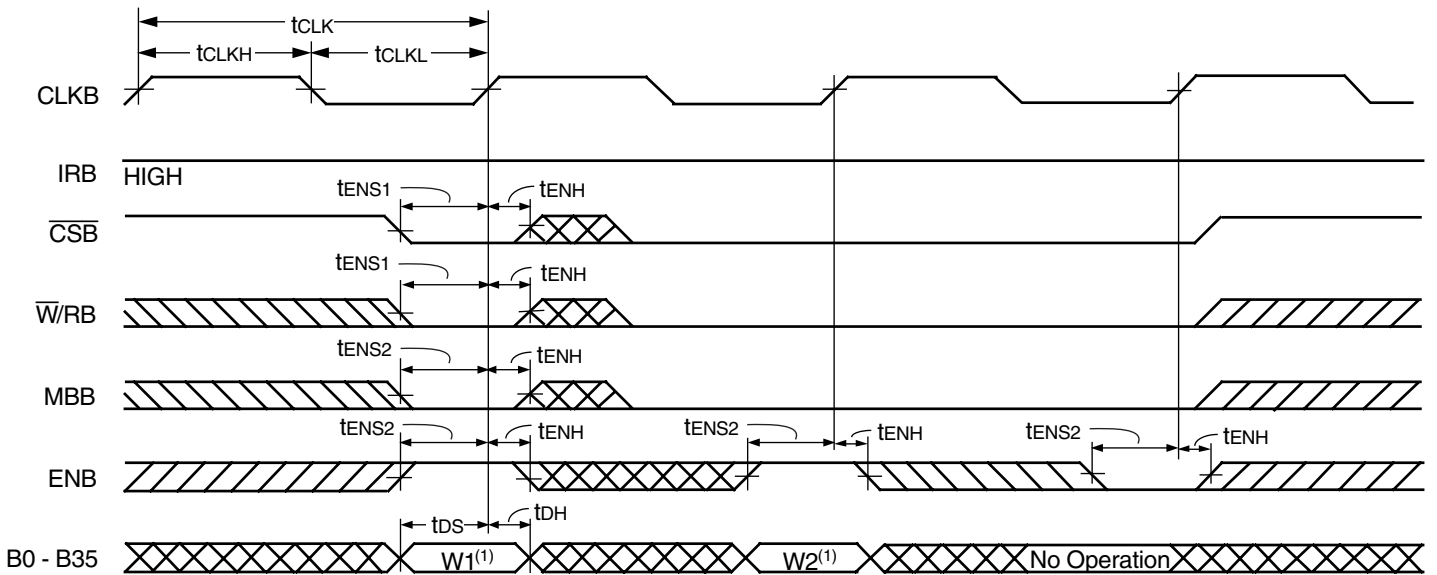 tCLK
tCLKH tCLKL
CLKB
IRB HIGH
tENS1 tENH
CSB
tENS1 tENH
W/RB
tENS2 tENH
MBB
tENS2 tENH tENS2 tENH tENS2 tENH
ENB
tDS tDH
B0 - B35 W1(1) W2(1) No Operation